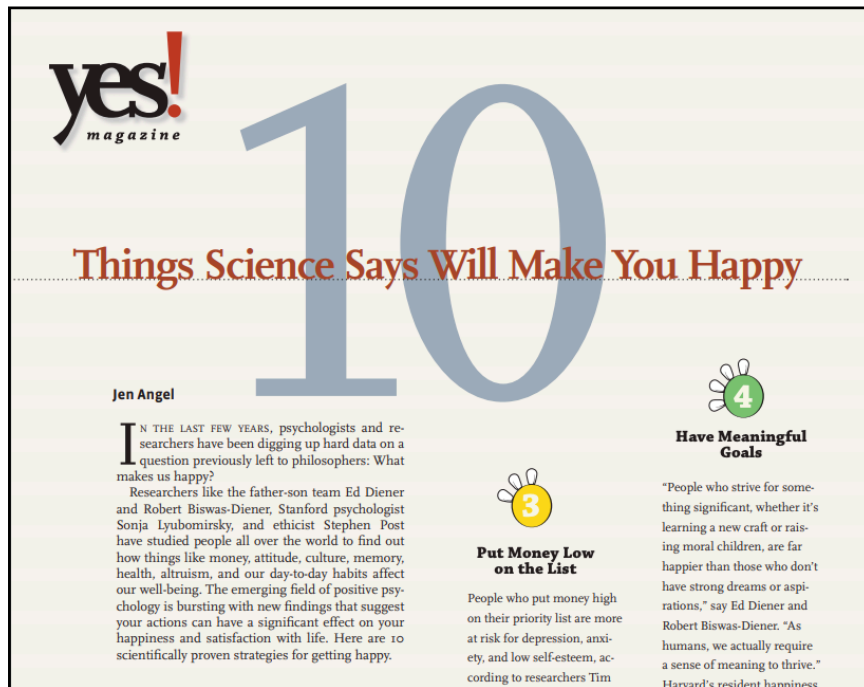 yes!
magazine
10
Things Science Says Will Make You Happy
Jen Angel
IN THE LAST FEW YEARS, psychologists and re-
searchers have been digging up hard data on a
question previously left to philosophers: What
makes us happy?
Researchers like the father-son team Ed Diener
and Robert Biswas-Diener, Stanford psychologist
Sonja Lyubomirsky, and ethicist Stephen Post
have studied people all over the world to find out
how things like money, attitude, culture, memory,
health, altruism, and our day-to-day habits affect
our well-being. The emerging field of positive psy-
chology is bursting with new findings that suggest
your actions can have a significant effect on your
happiness and satisfaction with life. Here are 10
scientifically proven strategies for getting happy.
3
Put Money Low
on the List
People who put money high
on their priority list are more
at risk for depression, anxi-
ety, and low self-esteem, ac-
cording to researchers Tim
4
Have Meaningful
Goals
“People who strive for some-
thing significant, whether it’s
learning a new craft or rais-
ing moral children, are far
happier than those who don’t
have strong dreams or aspi-
rations,” say Ed Diener and
Robert Biswas-Diener. “As
humans, we actually require
a sense of meaning to thrive.”
Harvard’s resident happiness